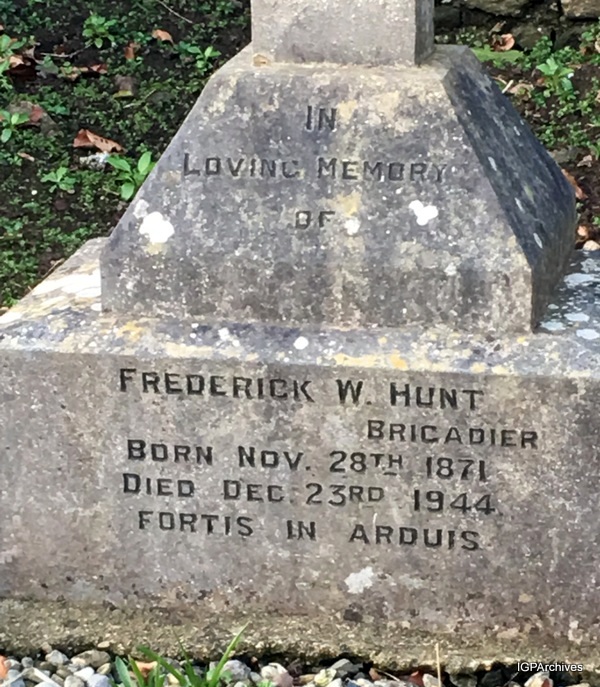 IN
LOVING MEMORY
OF
FREDERICK W. HUNT
BRIGADIER
BORN NOV. 28TH 1871
DIED DEC. 23RD 1944.
FORTIS IN ARDUIS
IGPArchives